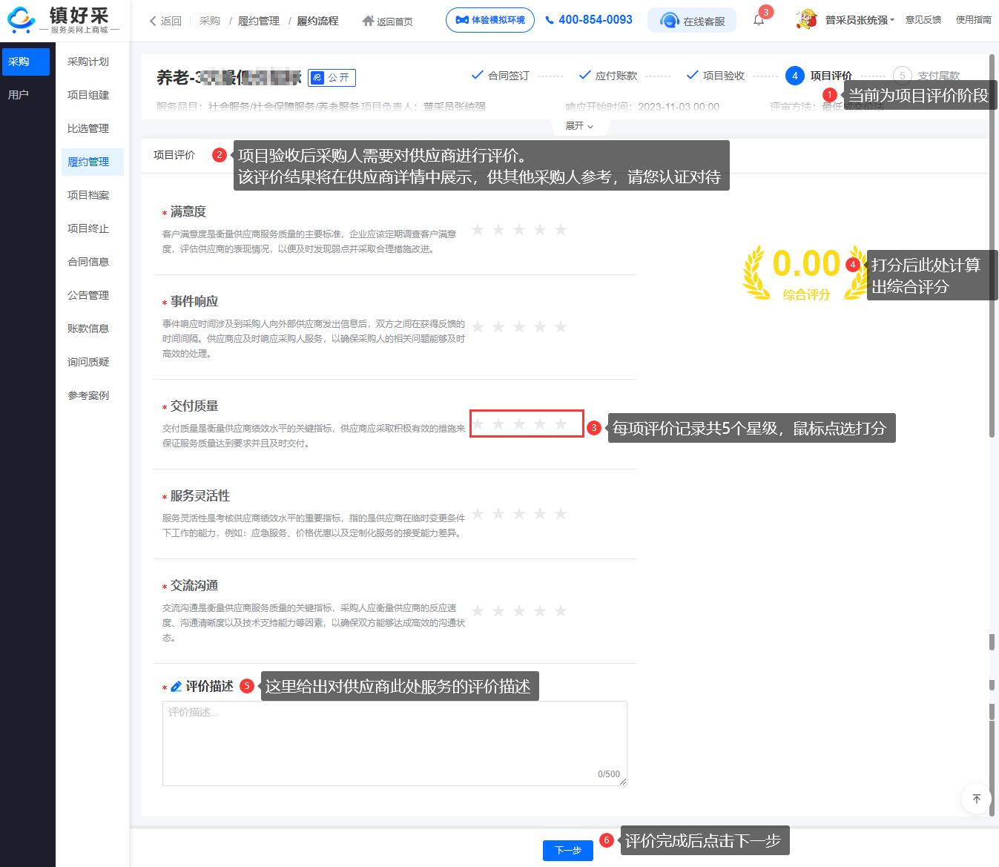 镇好采
服务类网上商城
返回
采购 / 履约管理 / 履约流程
返回首页
体验模拟环境
400-854-0093
在线客服
3
普采员张统强
意见反馈
使用指南
采购
用户
采购计划
项目组建
比选管理
履约管理
项目档案
项目终止
合同信息
公告管理
账款信息
询问质疑
参考案例
养老-3
公开
合同签订
应付账款
项目验收
4 项目评价
5 支付尾款
1 当前为项目评价阶段
服务品目：社会服务/社会保障服务/养老服务
项目负责人：普采员张统强
响应开始时间：2023-11-03 00:00
评审方法：最低成交价法
展开
项目评价
2 项目验收后采购人需要对供应商进行评价。
该评价结果将在供应商详情中展示，供其他采购人参考，请您认证对待
* 满意度
客户满意度是衡量供应商服务质量的主要标准，企业应该定期调查客户满意
度，评估供应商的表现情况，以便及时发现弱点并采取合理措施改进。
0.00
综合评分
4 打分后此处计算
出综合评分
* 事件响应
事件响应时间涉及到采购人向外部供应商发出信息后，双方之间在获得反馈的
时间间隔。供应商应及时响应采购人服务，以确保采购人的相关问题能够及时
高效的处理。
* 交付质量
交付质量是衡量供应商绩效水平的关键指标，供应商应采取积极有效的措施来
保证服务质量达到要求并且及时交付。
3 每项评价记录共5个星级，鼠标点选打分
* 服务灵活性
服务灵活性是考核供应商绩效水平的重要指标，指的是供应商在临时变更条件
下工作的能力，例如：应急服务、价格优惠以及定制化服务的接受能力差异。
* 交流沟通
交流沟通是衡量供应商服务质量的关键指标，采购人应衡量供应商的反应速
度、沟通清晰度以及技术支持能力等因素，以确保双方能够达成高效的沟通状
态。
* 评价描述
5 这里给出对供应商此处服务的评价描述
评价描述...
0/500
下一步
6 评价完成后点击下一步